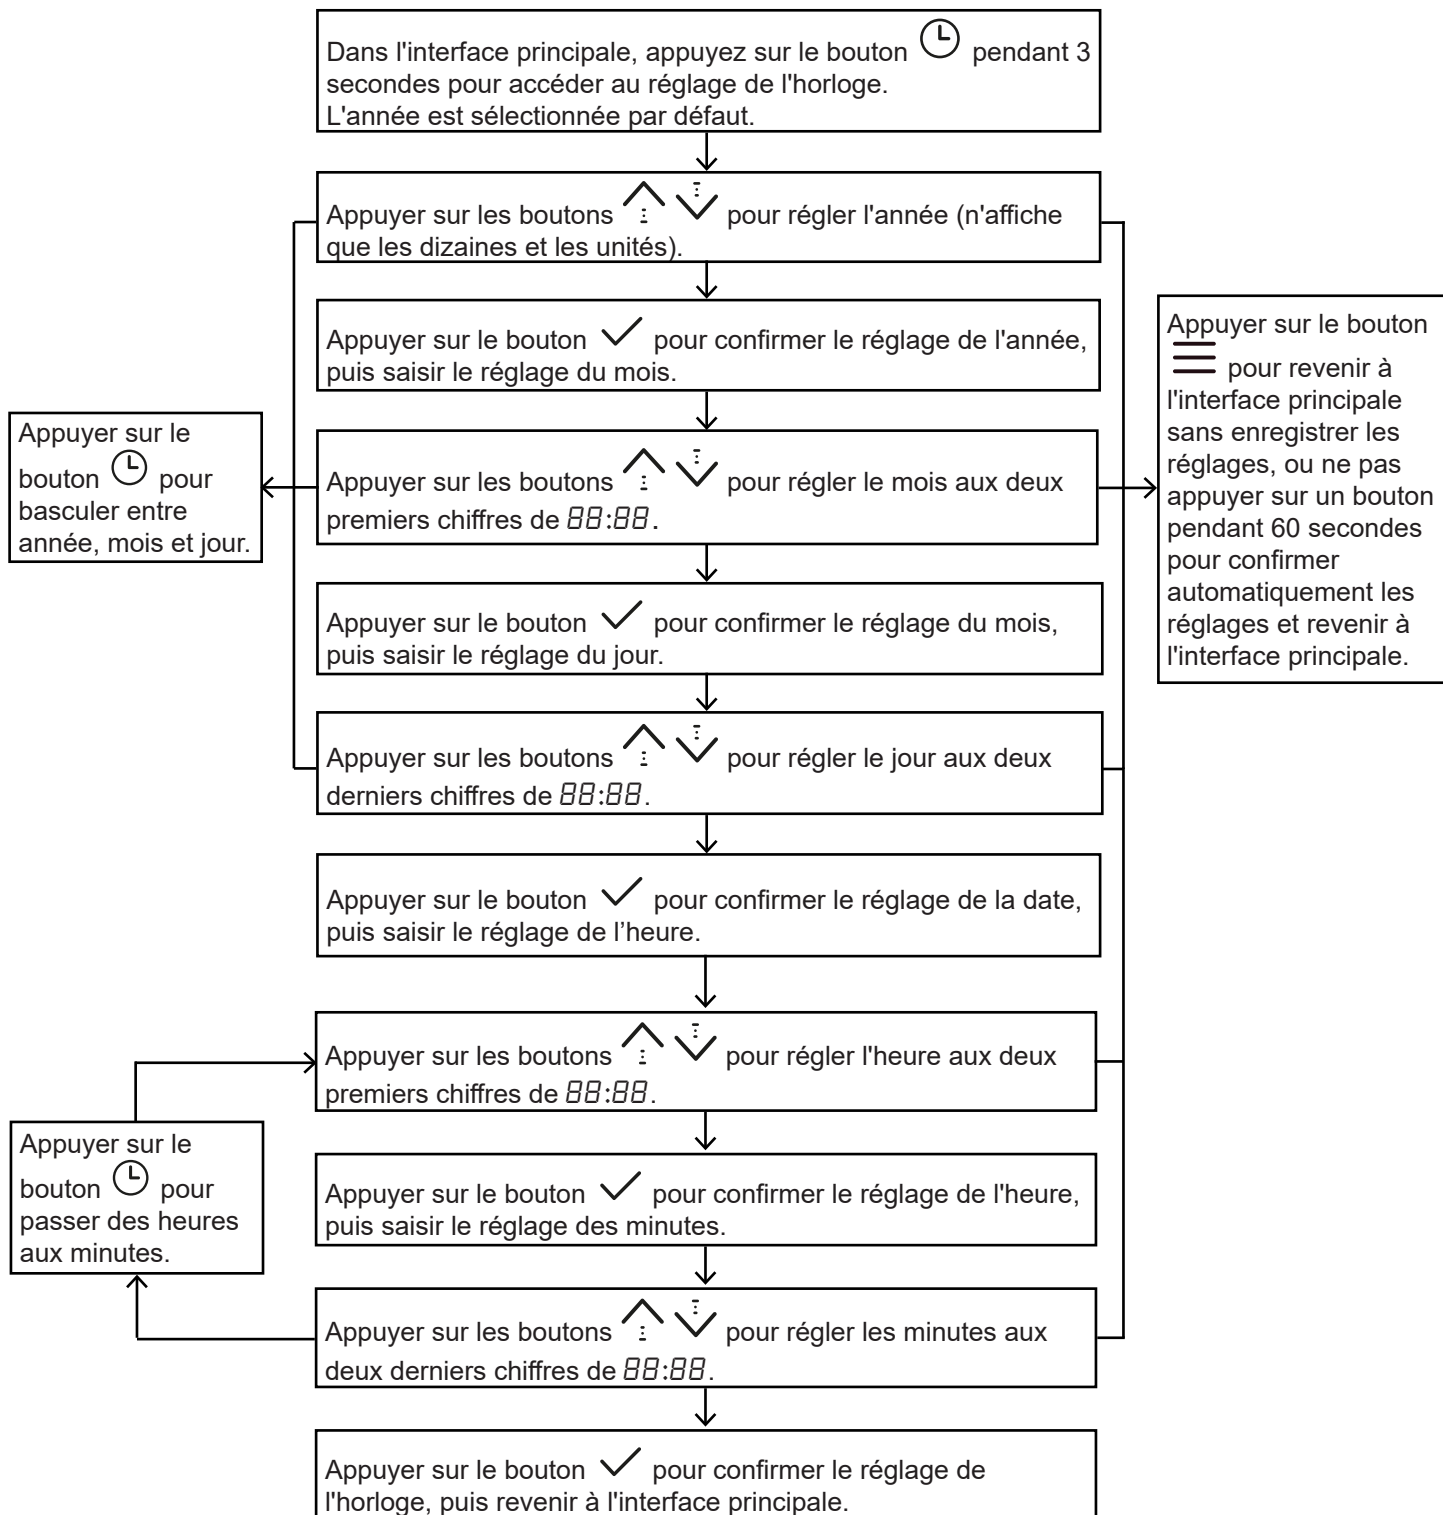 Dans l'interface principale, appuyez sur le bouton pendant 3
secondes pour accéder au réglage de l'horloge.
L'année est sélectionnée par défaut.
Appuyer sur les boutons pour régler l'année (n'affiche
que les dizaines et les unités).
Appuyer sur le bouton pour confirmer le réglage de l'année,
puis saisir le réglage du mois.
Appuyer sur les boutons pour régler le mois aux deux
premiers chiffres de 88:88.
Appuyer sur le bouton pour confirmer le réglage du mois,
puis saisir le réglage du jour.
Appuyer sur les boutons pour régler le jour aux deux
derniers chiffres de 88:88.
Appuyer sur le
bouton pour
basculer entre
année, mois et jour.
Appuyer sur le bouton
pour revenir à
l'interface principale
sans enregistrer les
réglages, ou ne pas
appuyer sur un bouton
pendant 60 secondes
pour confirmer
automatiquement les
réglages et revenir à
l'interface principale.
Appuyer sur le bouton pour confirmer le réglage de la date,
puis saisir le réglage de l’heure.
Appuyer sur les boutons pour régler l'heure aux deux
premiers chiffres de 88:88.
Appuyer sur le bouton pour confirmer le réglage de l'heure,
puis saisir le réglage des minutes.
Appuyer sur les boutons pour régler les minutes aux
deux derniers chiffres de 88:88.
Appuyer sur le
bouton pour
passer des heures
aux minutes.
Appuyer sur le bouton pour confirmer le réglage de
l'horloge, puis revenir à l'interface principale.